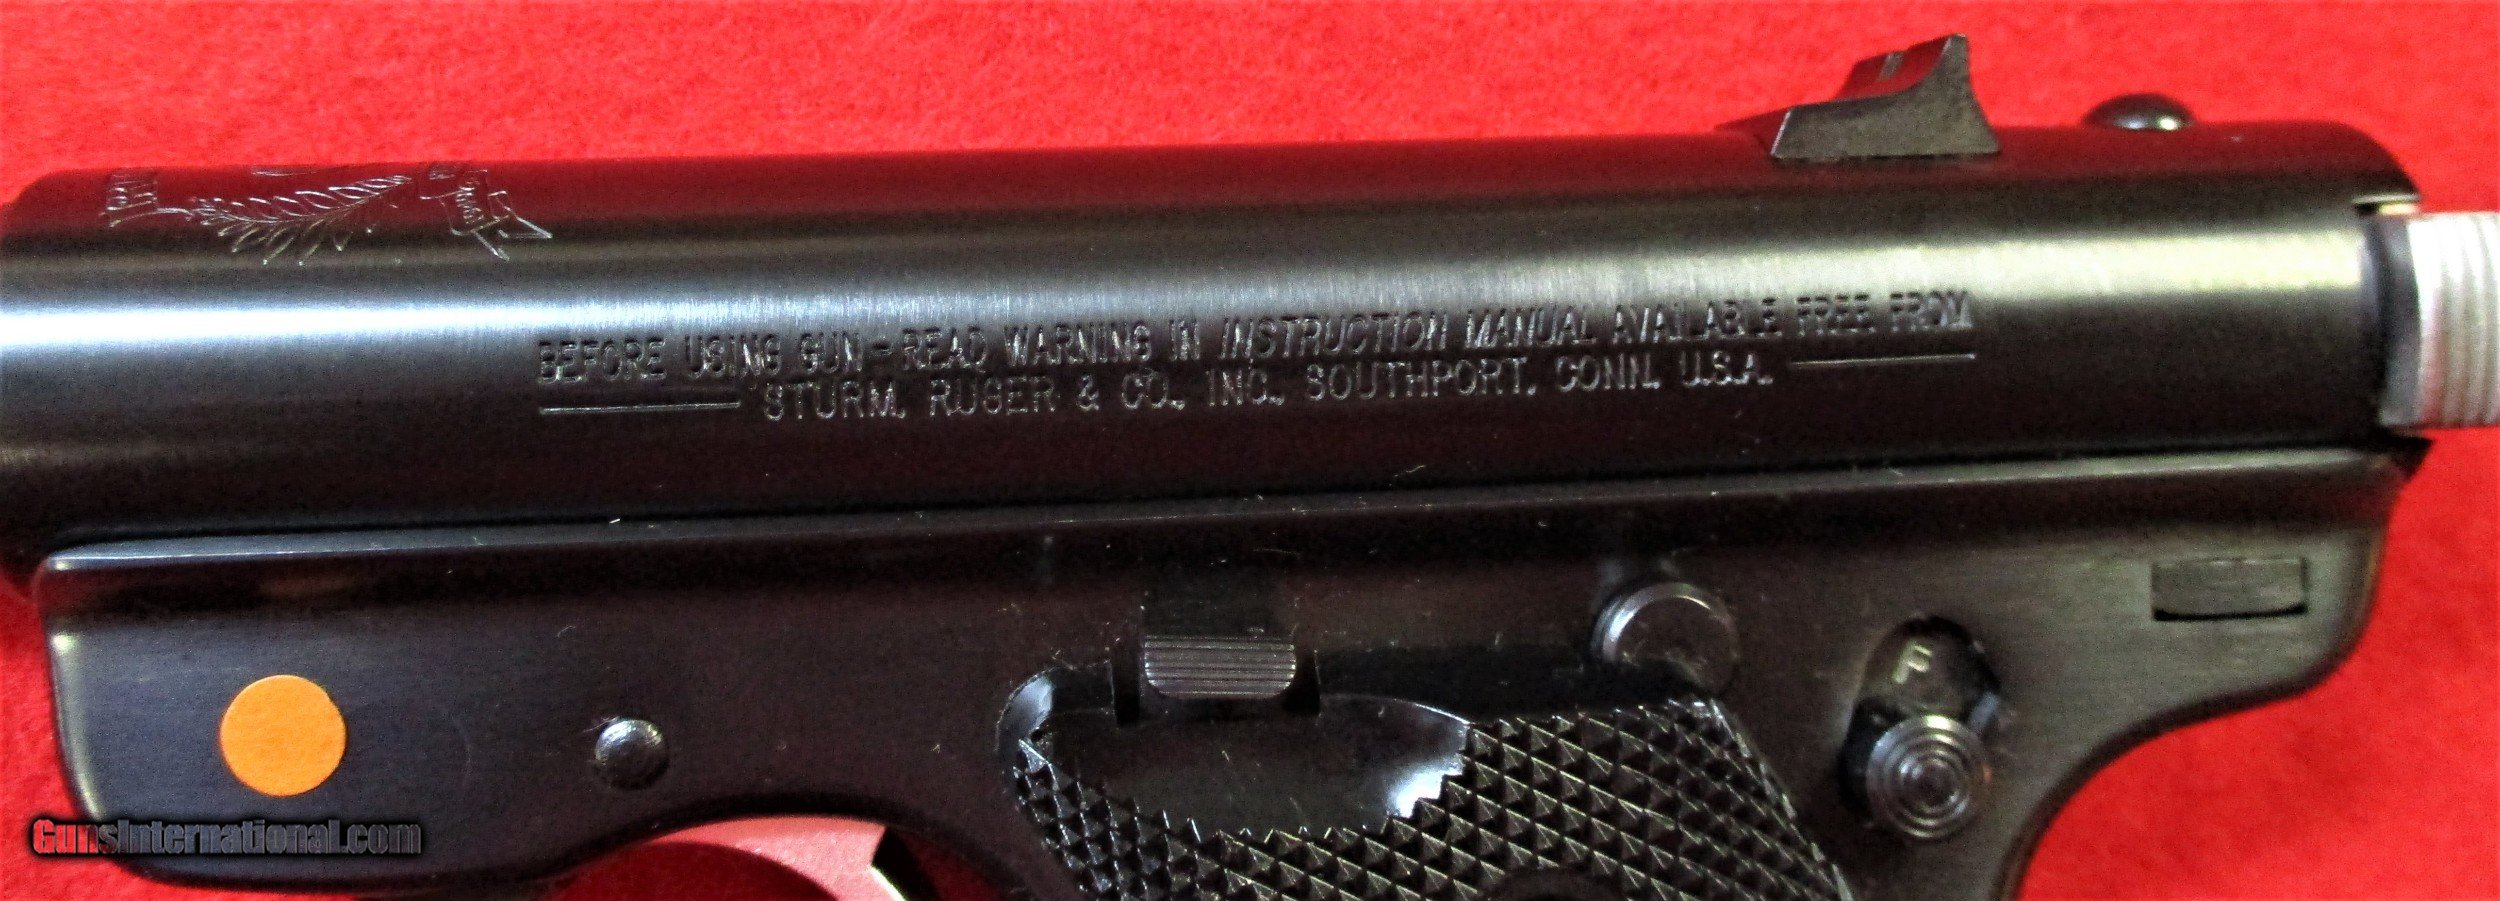 BEFORE USING GUN - READ WARNING IN INSTRUCTION MANUAL AVAILABLE FREE FROM
STURM, RUGER & CO., INC., SOUTHPORT, CONN. U.S.A.
F
GunsInternational.com